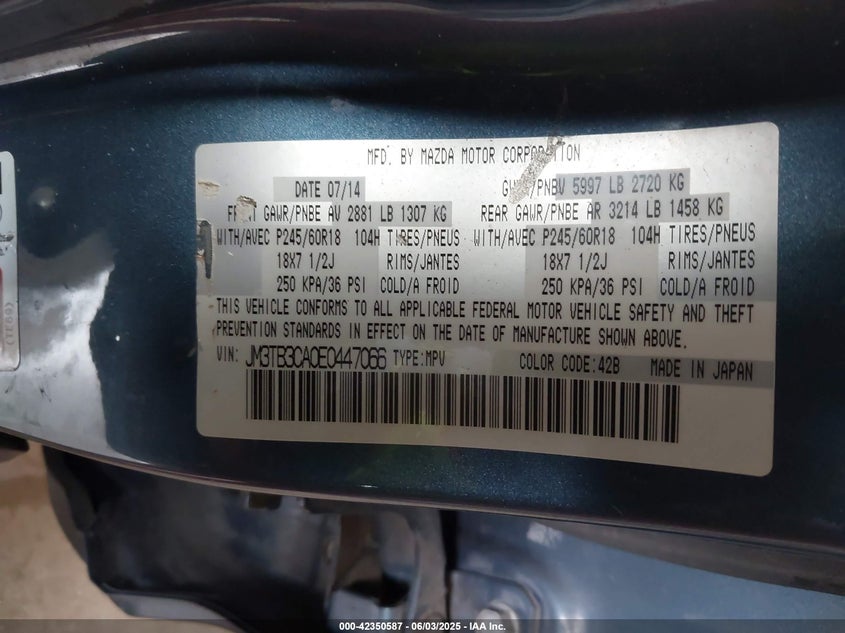 MFD. BY MAZDA MOTOR CORPORATION
DATE 07/14 /PNBV 5997 LB 2720 KG
GAWR/PNBE AV 2881 LB 1307 KG REAR GAWR/PNBE AR 3214 LB 1458 KG
WITH/AVEC P245/60R18 104H TIRES/PNEUS WITH/AVEC P245/60R18 104H TIRES/PNEUS
18X7 1/2J RIMS/JANTES 18X7 1/2J RIMS/JANTES
250 KPA/36 PSI COLD/A FROID 250 KPA/36 PSI COLD/A FROID
THIS VEHICLE CONFORMS TO ALL APPLICABLE FEDERAL MOTOR VEHICLE SAFETY AND THEFT
PREVENTION STANDARDS IN EFFECT ON THE DATE OF MANUFACTURE SHOWN ABOVE.
VIN: JM3TB3CA0E0447066 TYPE:MPV COLOR CODE:42B MADE IN JAPAN
000-42350587 - 06/03/2025 - IAA Inc.